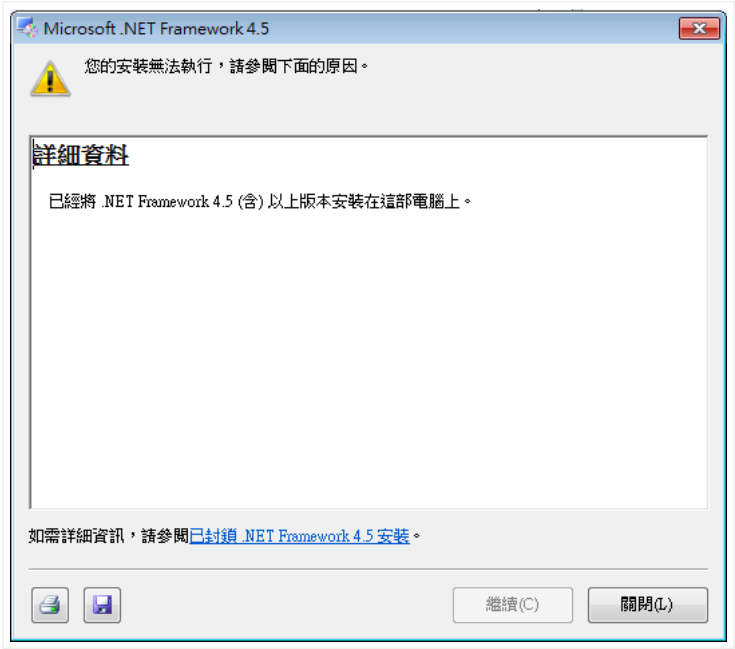 Microsoft .NET Framework 4.5
您的安裝無法執行，請參閱下面的原因。
詳細資料
已經將 .NET Framework 4.5 (含) 以上版本安裝在這部電腦上。
如需詳細資訊，請參閱已封鎖 .NET Framework 4.5 安裝。
繼續(C)
關閉(L)